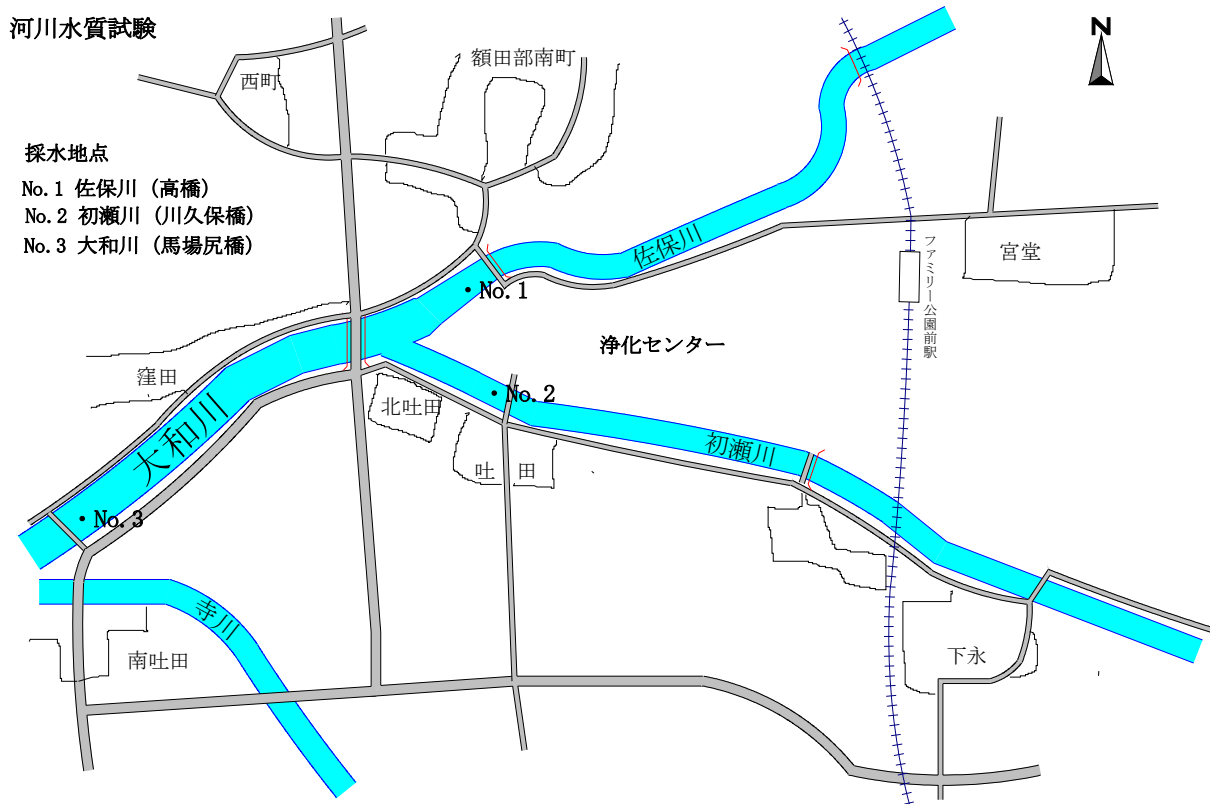 河川水質試験
N
額田部南町
西町
採水地点
No.1 佐保川 (高橋)
No.2 初瀬川 (川久保橋)
No.3 大和川 (馬場尻橋)
佐保川
宮堂
ファミリー公園前駅
No.1
浄化センター
窪田
No.2
北吐田
大和川
初瀬川
吐 田
No.3
寺川
南吐田
下永